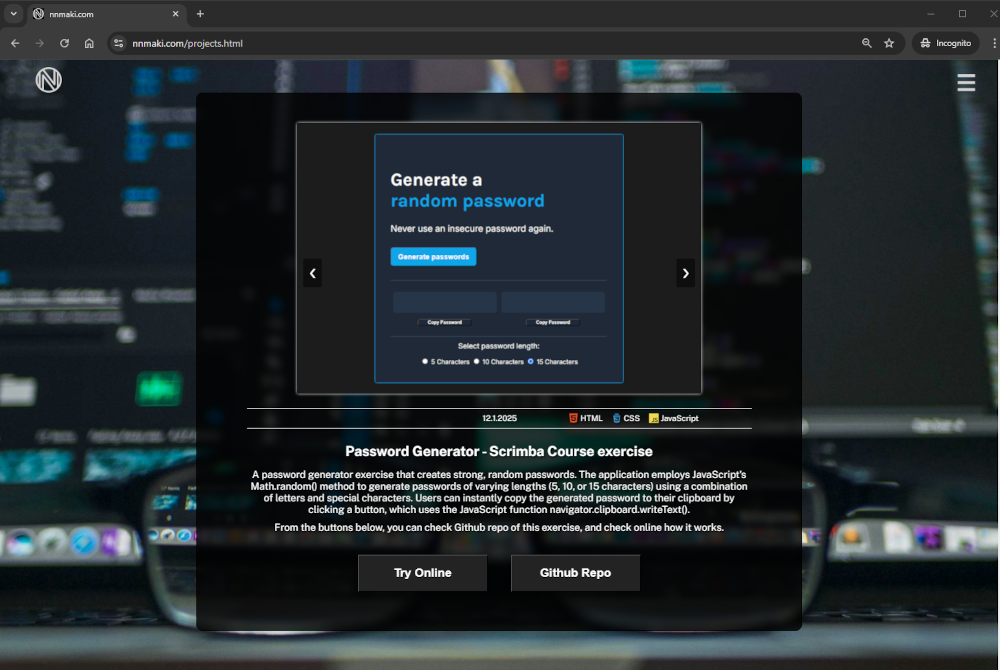 nnmaki.com
nnmaki.com/projects.html
Incognito
N
Generate a
random password
Never use an insecure password again.
Generate passwords
Copy Password Copy Password
Select password length:
5 Characters 10 Characters 15 Characters
12.1.2025 HTML CSS JavaScript
Password Generator - Scrimba Course exercise
A password generator exercise that creates strong, random passwords. The application employs JavaScript's
Math.random() method to generate passwords of varying lengths (5, 10, or 15 characters) using a combination
of letters and special characters. Users can instantly copy the generated password to their clipboard by
clicking a button, which uses the JavaScript function navigator.clipboard.writeText().
From the buttons below, you can check Github repo of this exercise, and check online how it works.
Try Online Github Repo